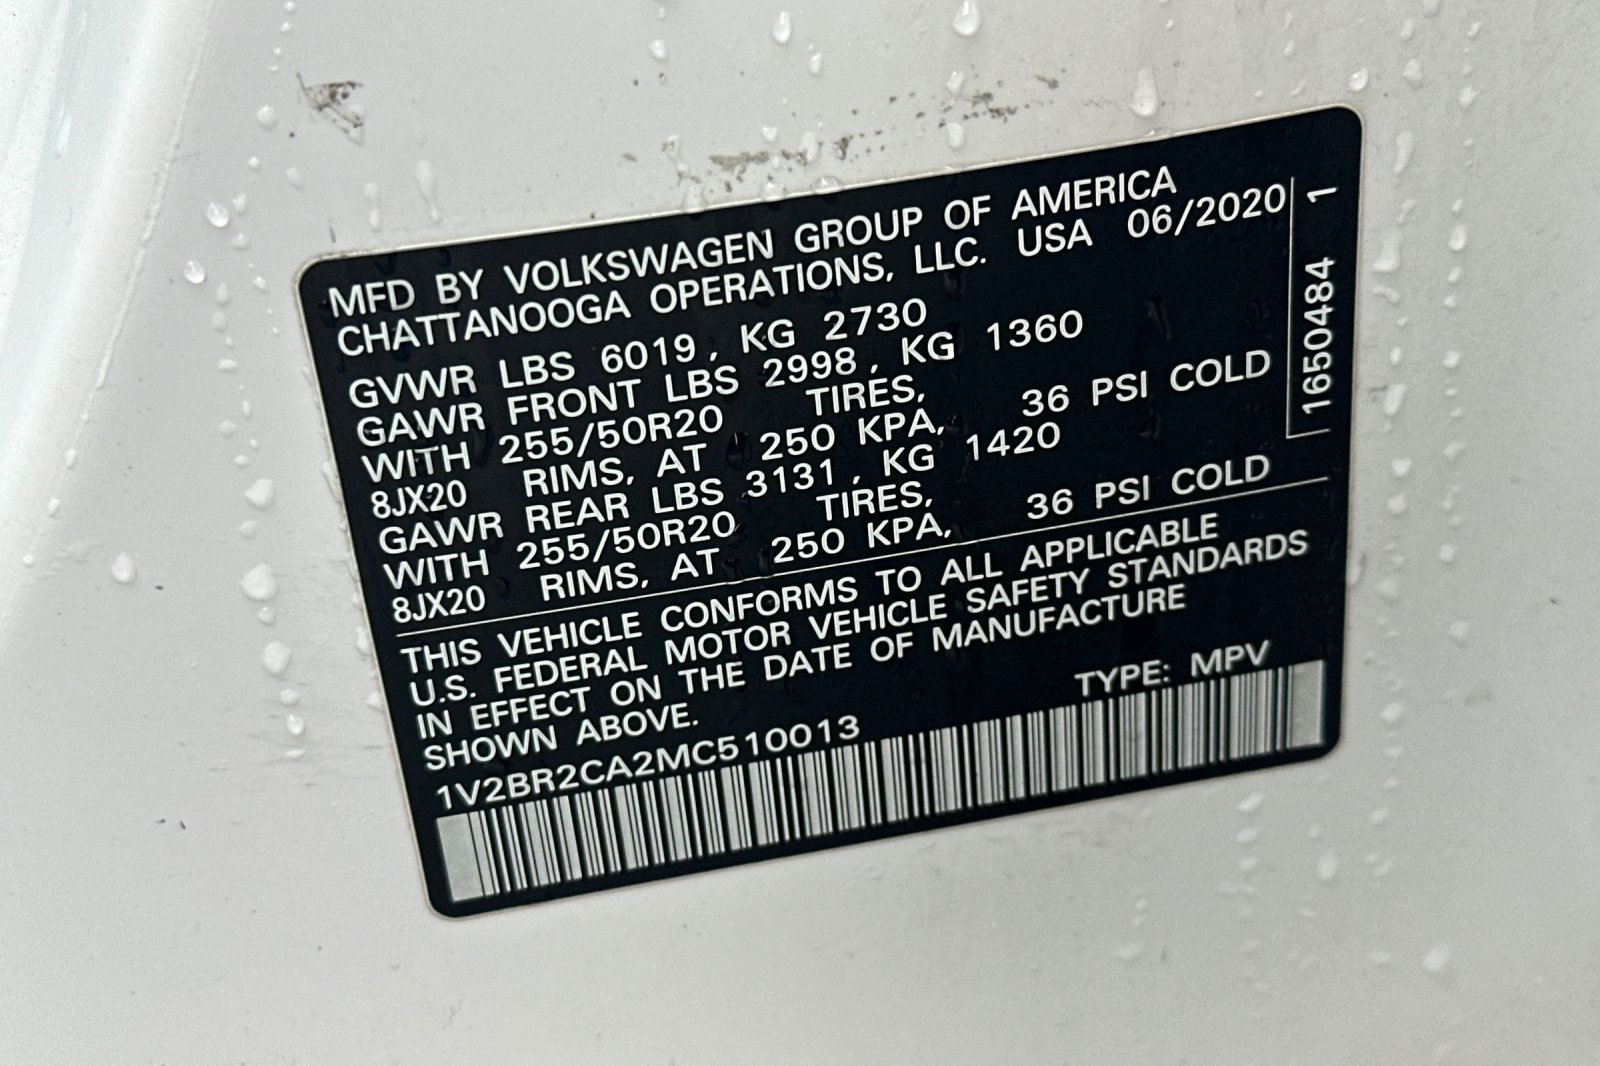 MFD BY VOLKSWAGEN GROUP OF AMERICA
CHATTANOOGA OPERATIONS, LLC. USA 06/2020
GVWR LBS 6019, KG 2730
GAWR FRONT LBS 2998, KG 1360
WITH 255/50R20 TIRES,
8JX20 RIMS, AT 250 KPA, 36 PSI COLD
GAWR REAR LBS 3131, KG 1420
WITH 255/50R20 TIRES,
8JX20 RIMS, AT 250 KPA, 36 PSI COLD
THIS VEHICLE CONFORMS TO ALL APPLICABLE
U.S. FEDERAL MOTOR VEHICLE SAFETY STANDARDS
IN EFFECT ON THE DATE OF MANUFACTURE
SHOWN ABOVE.
TYPE: MPV
1V2BR2CA2MC510013
16504484 1